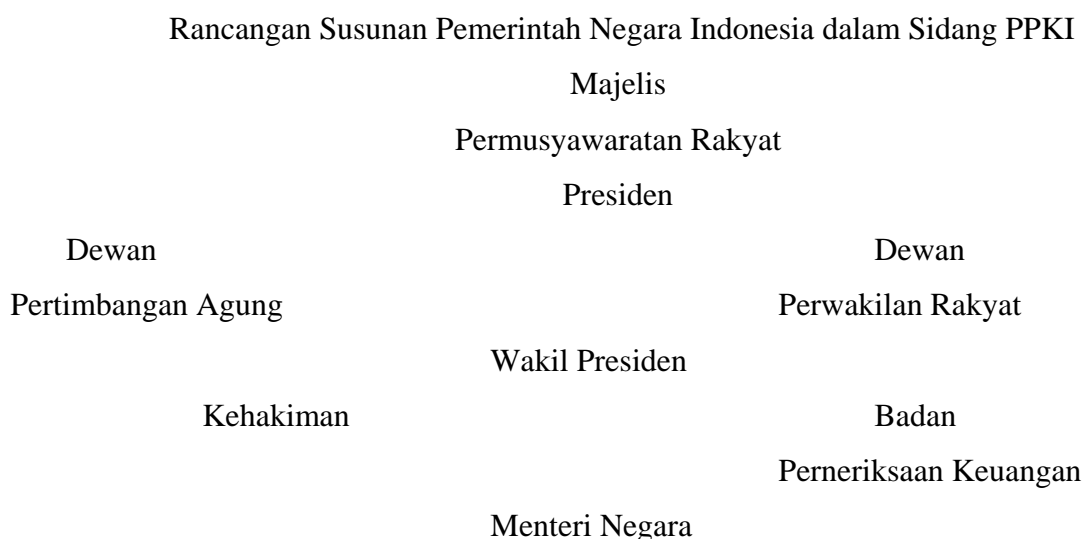 Rancangan Susunan Pemerintah Negara Indonesia dalam Sidang PPKI
Majelis
Permusyawaratan Rakyat
Presiden
Dewan Dewan
Pertimbangan Agung Perwakilan Rakyat
Wakil Presiden
Kehakiman Badan
Perneriksaan Keuangan
Menteri Negara